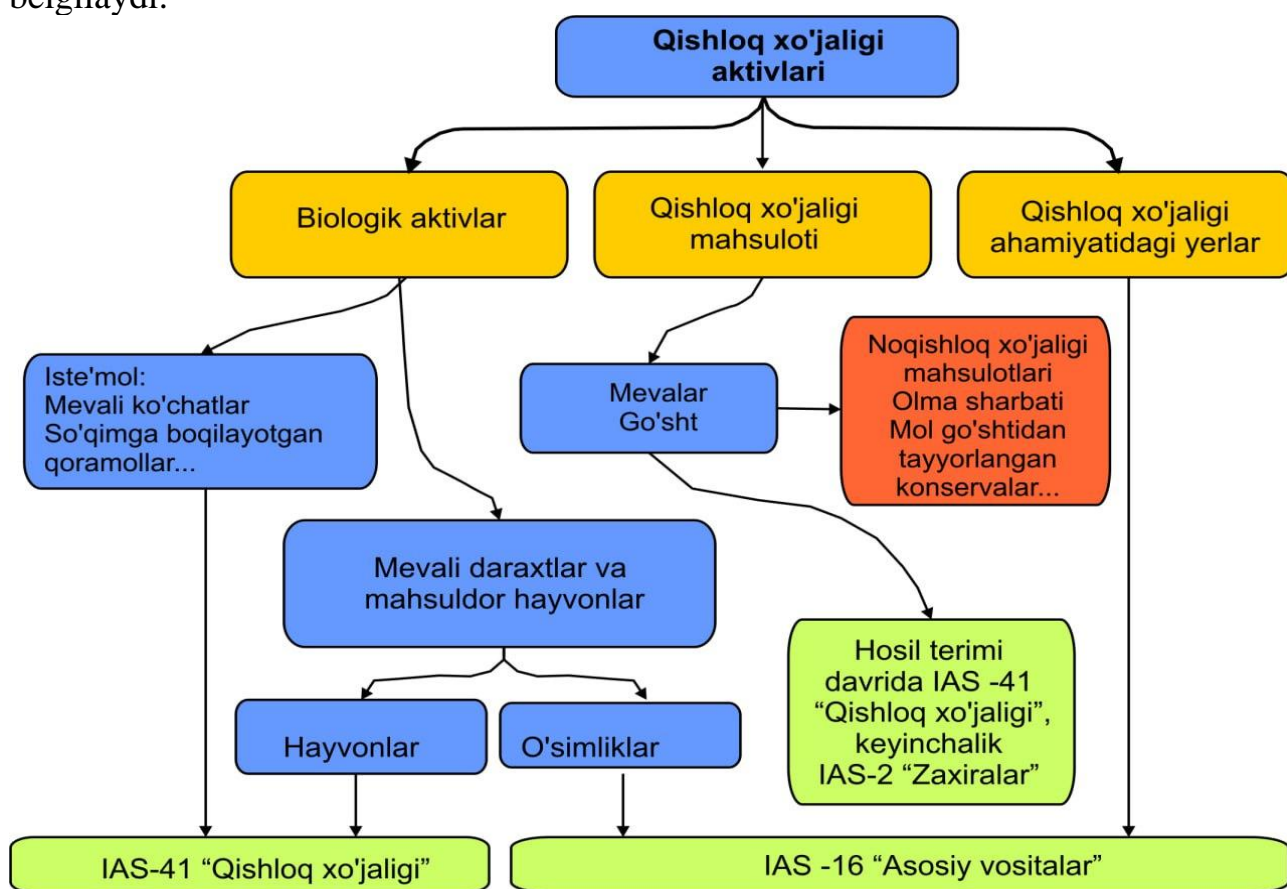 belgilaydi.
Qishloq xo'jaligi
aktivlari
Biologik aktivlar
Qishloq xo'jaligi
mahsuloti
Qishloq xo'jaligi
ahamiyatidagi yerlar
Iste'mol:
Mevali ko'chatlar
So'qimga boqilayotgan
qoramollar...
Mevalar
Go'sht
Noqishloq xo'jaligi
mahsulotlari
Olma sharbati
Mol go'shtidan
tayyorlangan
konservalar...
Mevali daraxtlar va
mahsuldor hayvonlar
Hayvonlar
O'simliklar
Hosil terimi
davrida IAS -41
“Qishloq xo'jaligi”,
keyinchalik
IAS-2 “Zaxiralar”
IAS-41 “Qishloq xo'jaligi”
IAS -16 “Asosiy vositalar”